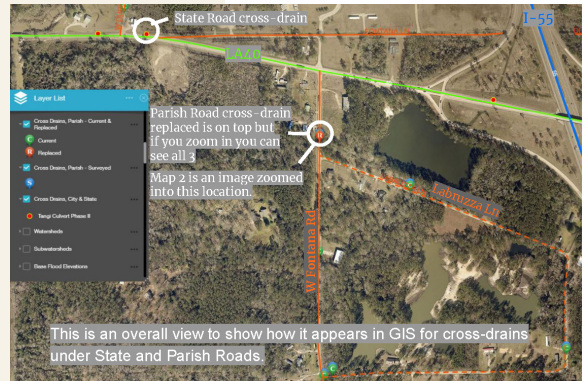 State Road cross-drain
I-55
LA40
Layer List
Cross Drains, Parish - Current &
Replaced
C Current
R Replaced
Cross Drains, Parish - Surveyed
S
Cross Drains, City & State
Tangi Culvert Phase II
Watersheds
Subwatersheds
Base Flood Elevations
Parish Road cross-drain
replaced is on top but
if you zoom in you can
see all 3
Map 2 is an image zoomed
into this location.
R
C
Labruzza Ln
W Fontana Rd
This is an overall view to show how it appears in GIS for cross-drains
under State and Parish Roads.
C
C